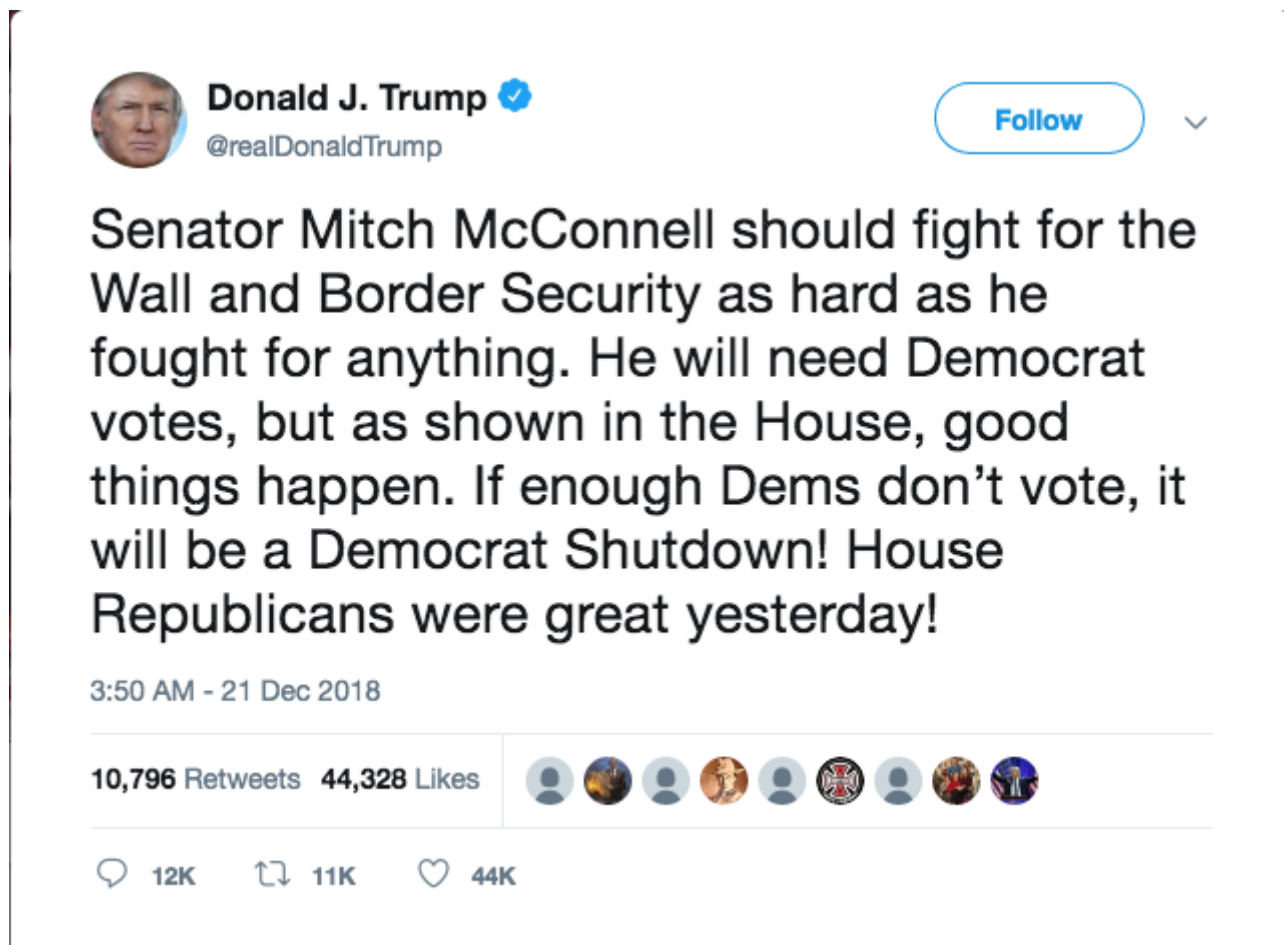 Donald J. Trump
@realDonaldTrump
Follow
Senator Mitch McConnell should fight for the
Wall and Border Security as hard as he
fought for anything. He will need Democrat
votes, but as shown in the House, good
things happen. If enough Dems don’t vote, it
will be a Democrat Shutdown! House
Republicans were great yesterday!
3:50 AM - 21 Dec 2018
10,796 Retweets 44,328 Likes
12K 11K 44K